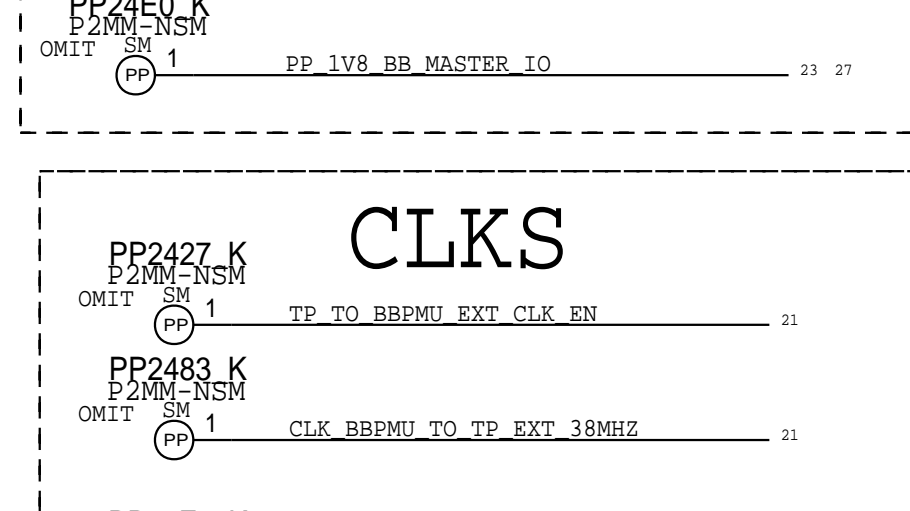 PP24E0_K
P2MM-NSM
OMIT SM
PP 1 PP_1V8_BB_MASTER_IO 23 27
CLKS
PP2427_K
P2MM-NSM
OMIT SM
PP 1 TP_TO_BBPMU_EXT_CLK_EN 21
PP2483_K
P2MM-NSM
OMIT SM
PP 1 CLK_BBPMU_TO_TP_EXT_38MHZ 21